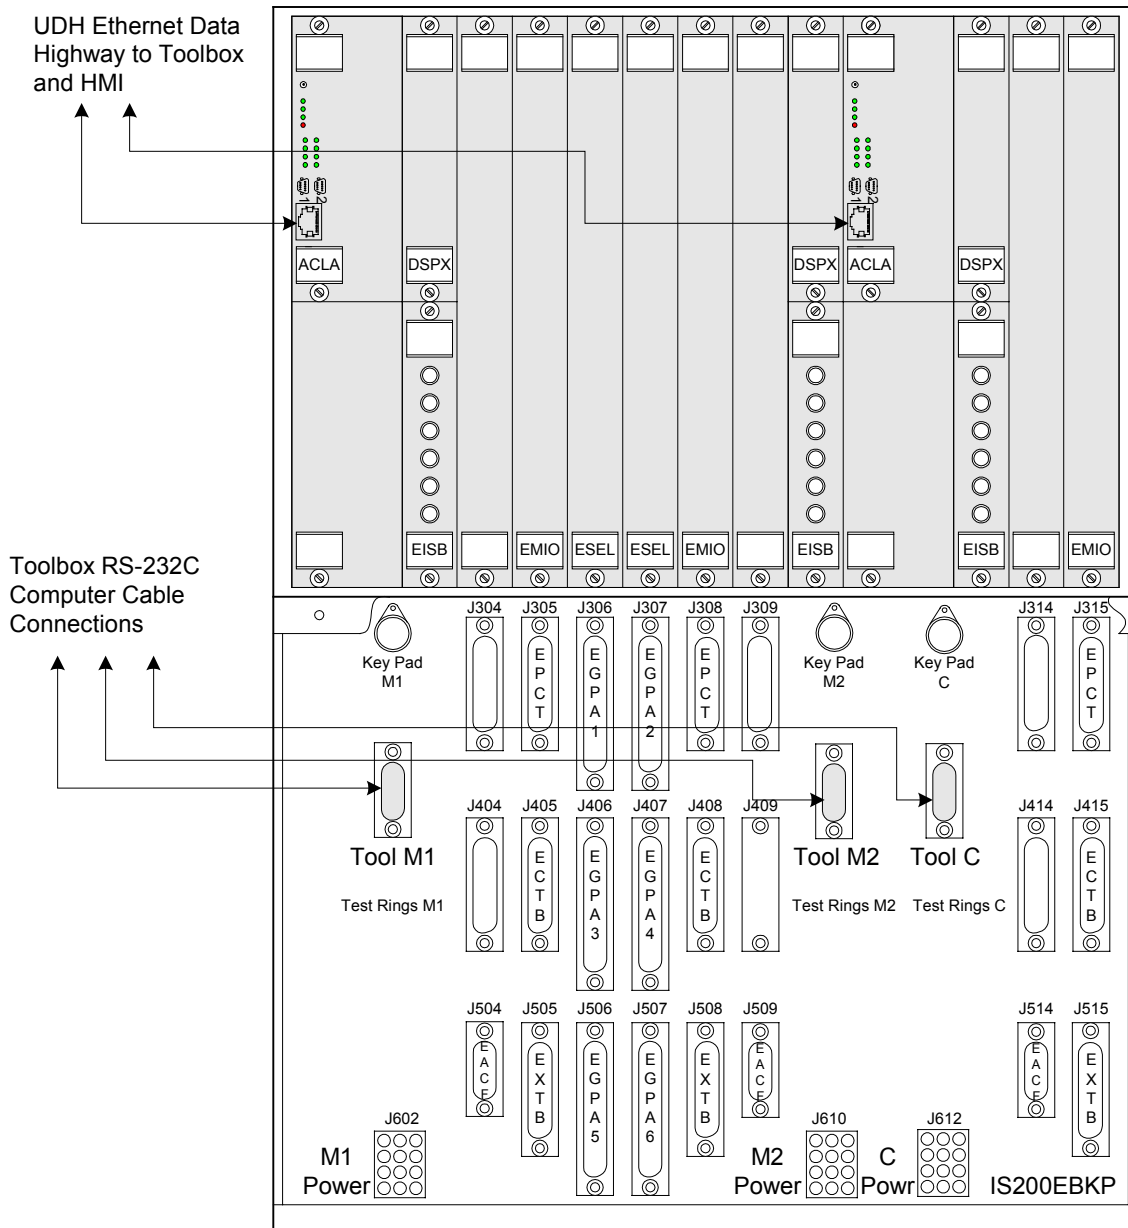 UDH Ethernet Data
Highway to Toolbox
and HMI
1 2
1 2
ACLA DSPX DSPX ACLA DSPX
EISB EMIO ESEL ESEL EMIO EISB EISB EMIO
Toolbox RS-232C
Computer Cable
Connections
J304 J305 J306 J307 J308 J309 J314 J315
Key Pad
M1
EPCT
EGPA1
EGPA2
EPCT
Key Pad
M2
Key Pad
C
EPCT
J404 J405 J406 J407 J408 J409 J414 J415
Tool M1 Tool M2 Tool C
ECTB
EGPA3
EGPA4
ECTB
ECTB
Test Rings M1 Test Rings M2 Test Rings C
J504 J505 J506 J507 J508 J509 J514 J515
EACF
EXTB
EGPA5
EGPA6
EXTB
EACF
EACF
EXTB
J602 J610 J612
M1
Power
M2
Power
C
Powr
IS200EBKP